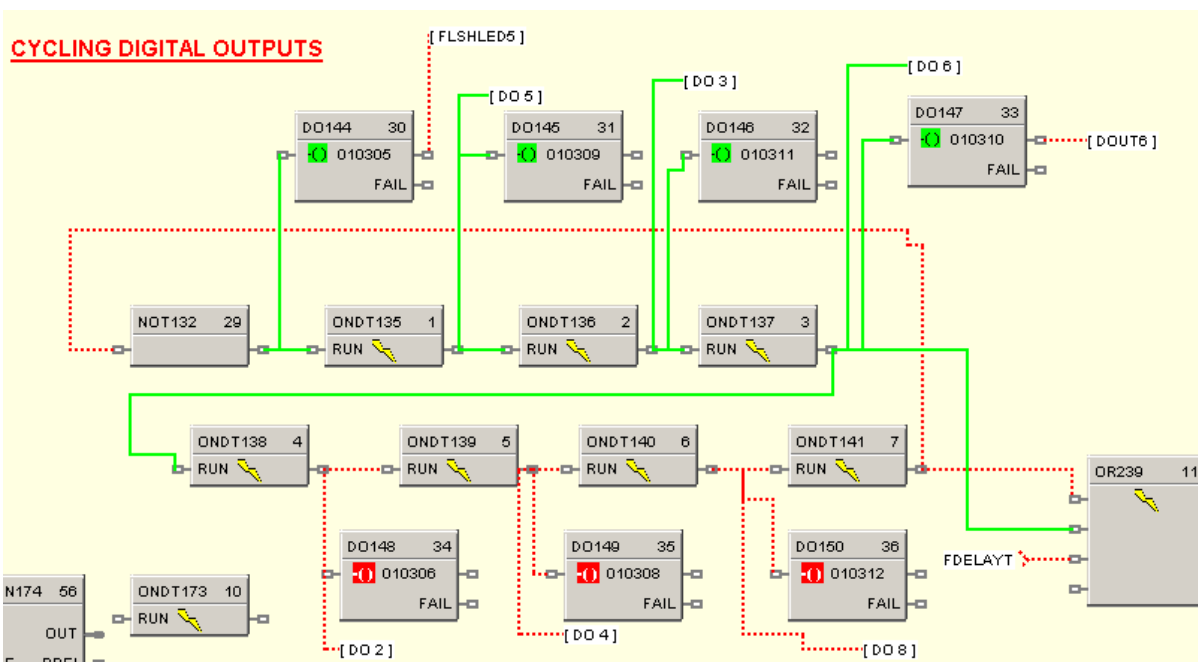 [ FLSHLED5 ]
CYCLING DIGITAL OUTPUTS
[ DO 6 ]
[ DO 3 ]
[ DO 5 ]
DO144 30
-() 010305
FAIL
DO145 31
-() 010309
FAIL
DO146 32
-() 010311
FAIL
DO147 33
-() 010310
FAIL
[ DOUT6 ]
NOT132 29
ONDT135 1
RUN
ONDT136 2
RUN
ONDT137 3
RUN
ONDT138 4
RUN
ONDT139 5
RUN
ONDT140 6
RUN
ONDT141 7
RUN
OR239 11
DO148 34
-() 010306
FAIL
DO149 35
-() 010308
FAIL
DO150 36
-() 010312
FAIL
FDELAYT
N174 56
OUT
ONDT173 10
RUN
[ DO 2 ]
[ DO 4 ]
[ DO 8 ]